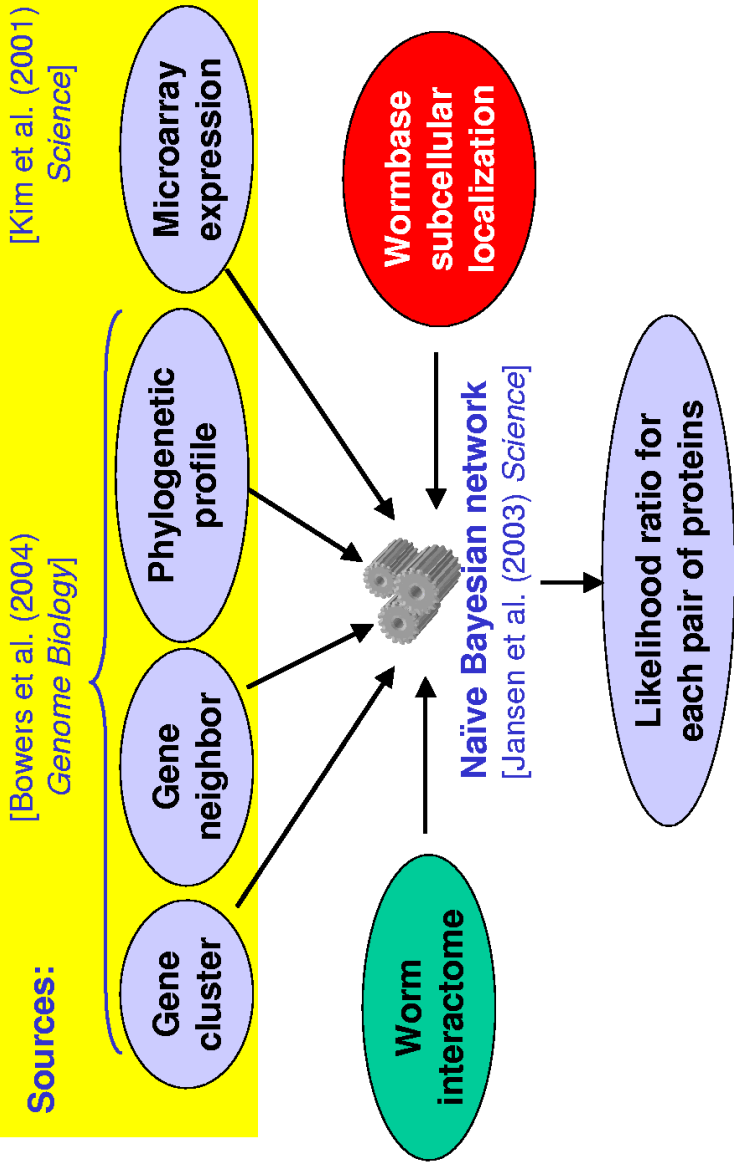 Sources:
[Bowers et al. (2004)
Genome Biology]
[Kim et al. (2001)
Science]
Gene
cluster
Gene
neighbor
Phylogenetic
profile
Microarray
expression
Worm
interactome
Naïve Bayesian network
[Jansen et al. (2003) Science]
Wormbase
subcellular
localization
Likelihood ratio for
each pair of proteins